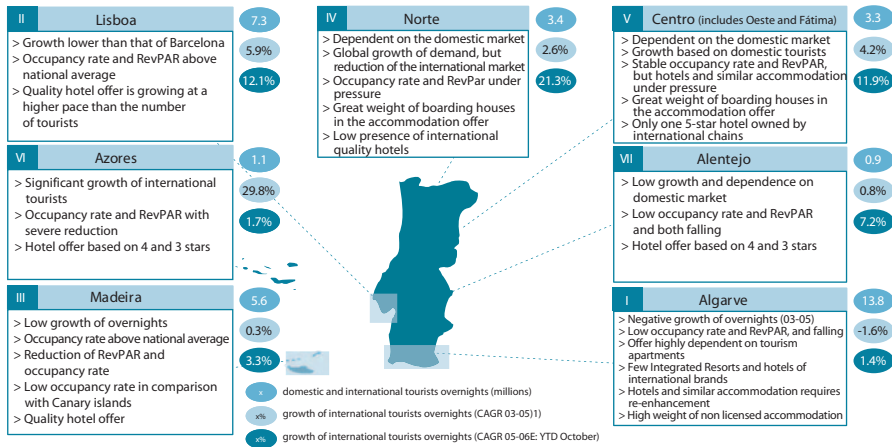 II Lisboa 7.3
> Growth lower than that of Barcelona
> Occupancy rate and RevPAR above
national average
> Quality hotel offer is growing at a
higher pace than the number
of tourists
5.9%
12.1%
IV Norte 3.4
> Dependent on the domestic market
> Global growth of demand, but
reduction of the international market
> Occupancy rate and RevPar under
pressure
> Great weight of boarding houses
in the accommodation offer
> Low presence of international
quality hotels
2.6%
21.3%
V Centro (includes Oeste and Fátima) 3.3
> Dependent on the domestic market
> Growth based on domestic tourists
> Stable occupancy rate and RevPAR,
but hotels and similar accommodation
under pressure
> Great weight of boarding houses in
the accommodation offer
> Only one 5-star hotel owned by
international chains
4.2%
11.9%
VI Azores 1.1
> Significant growth of international
tourists
> Occupancy rate and RevPAR with
severe reduction
> Hotel offer based on 4 and 3 stars
29.8%
1.7%
VII Alentejo 0.9
> Low growth and dependence on
domestic market
> Low occupancy rate and RevPAR
and both falling
> Hotel offer based on 4 and 3 stars
0.8%
7.2%
III Madeira 5.6
> Low growth of overnights
> Occupancy rate above national average
> Reduction of RevPAR and
occupancy rate
> Low occupancy rate in comparison
with Canary islands
> Quality hotel offer
0.3%
3.3%
I Algarve 13.8
> Negative growth of overnights (03-05)
> Low occupancy rate and RevPAR, and falling
> Offer highly dependent on tourism
apartments
> Few Integrated Resorts and hotels of
international brands
> Hotels and similar accommodation requires
re-enhancement
> High weight of non licensed accommodation
-1.6%
1.4%
x domestic and international tourists overnights (millions)
x% growth of international tourists overnights (CAGR 03-05)1)
x% growth of international tourists overnights (CAGR 05-06E: YTD October)